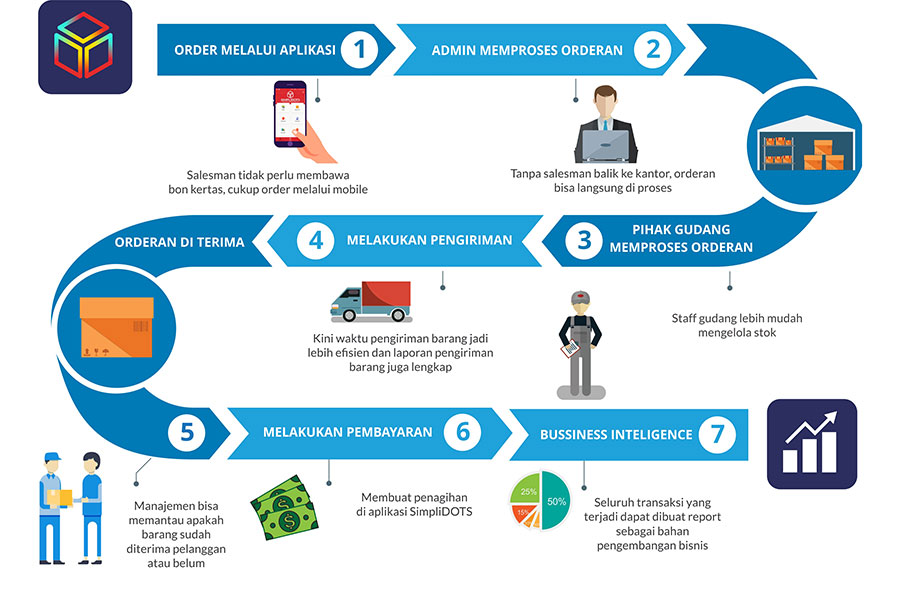 ORDER MELALUI APLIKASI 1
ADMIN MEMPROSES ORDERAN 2
Salesman tidak perlu membawa
bon kertas, cukup order melalui mobile
Tanpa salesman balik ke kantor, orderan
bisa langsung di proses
3 PIHAK GUDANG
MEMPROSES ORDERAN
Staff gudang lebih mudah
mengelola stok
4 MELAKUKAN PENGIRIMAN
Kini waktu pengiriman barang jadi
lebih efisien dan laporan pengiriman
barang juga lengkap
ORDERAN DI TERIMA
5
Manajemen bisa
memantau apakah
barang sudah
diterima pelanggan
atau belum
MELAKUKAN PEMBAYARAN 6
Membuat penagihan
di aplikasi SimpliDOTS
BUSSINESS INTELIGENCE 7
25%
50%
15%
Seluruh transaksi yang
terjadi dapat dibuat report
sebagai bahan
pengembangan bisnis